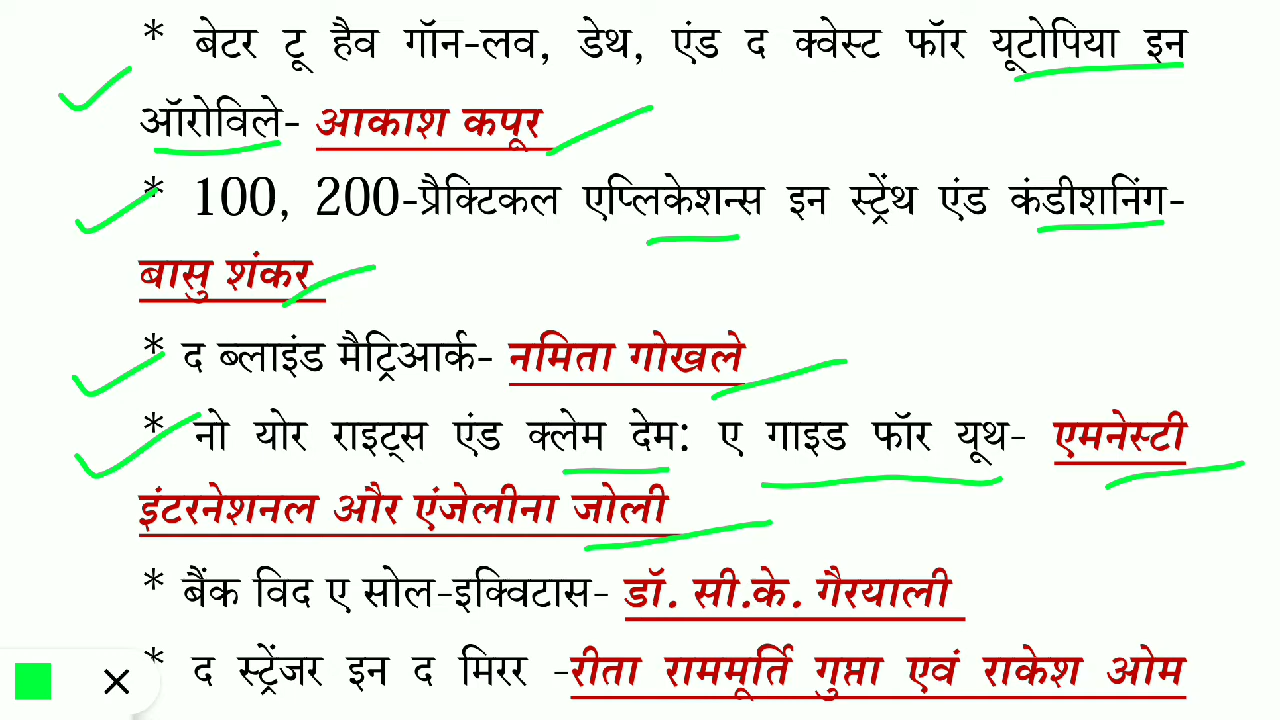 * बेटर टू हैव गॉन-लव, डेथ, एंड द क्वेस्ट फॉर यूटोपिया इन
ऑरोविले- आकाश कपूर
* 100, 200-प्रैक्टिकल एप्लिकेशन्स इन स्ट्रेंथ एंड कंडीशनिंग-
बासु शंकर
* द ब्लाइंड मैट्रिआर्क- नमिता गोखले
* नो योर राइट्स एंड क्लेम देम: ए गाइड फॉर यूथ- एमनेस्टी
इंटरनेशनल और एंजेलीना जोली
* बैंक विद ए सोल-इक्विटास- डॉ. सी.के. गैरयाली
* द स्ट्रेंजर इन द मिरर -रीता राममूर्ति गुप्ता एवं राकेश ओम